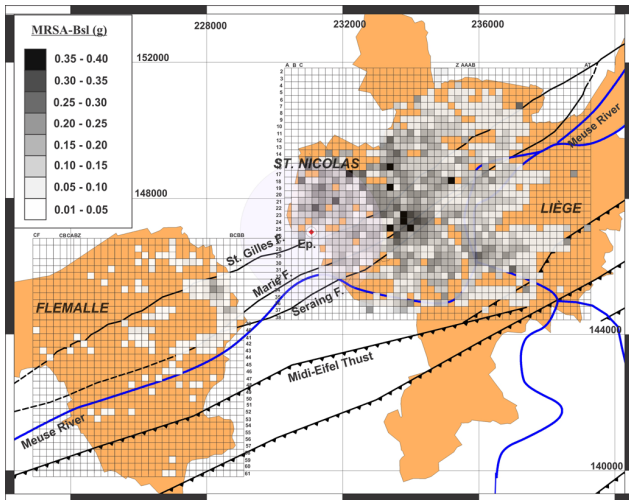 228000 232000 236000
MRSA-Bsl (g)
0.35 - 0.40
0.30 - 0.35
0.25 - 0.30
0.20 - 0.25
0.15 - 0.20
0.10 - 0.15
0.05 - 0.10
0.01 - 0.05
152000
A B C
Meuse River
ST. NICOLAS
148000
LIÈGE
St. Gilles F.
Ep.
Marie F.
Seraing F.
FLEMALLE
144000
Midi-Eifel Thust
Meuse River
140000